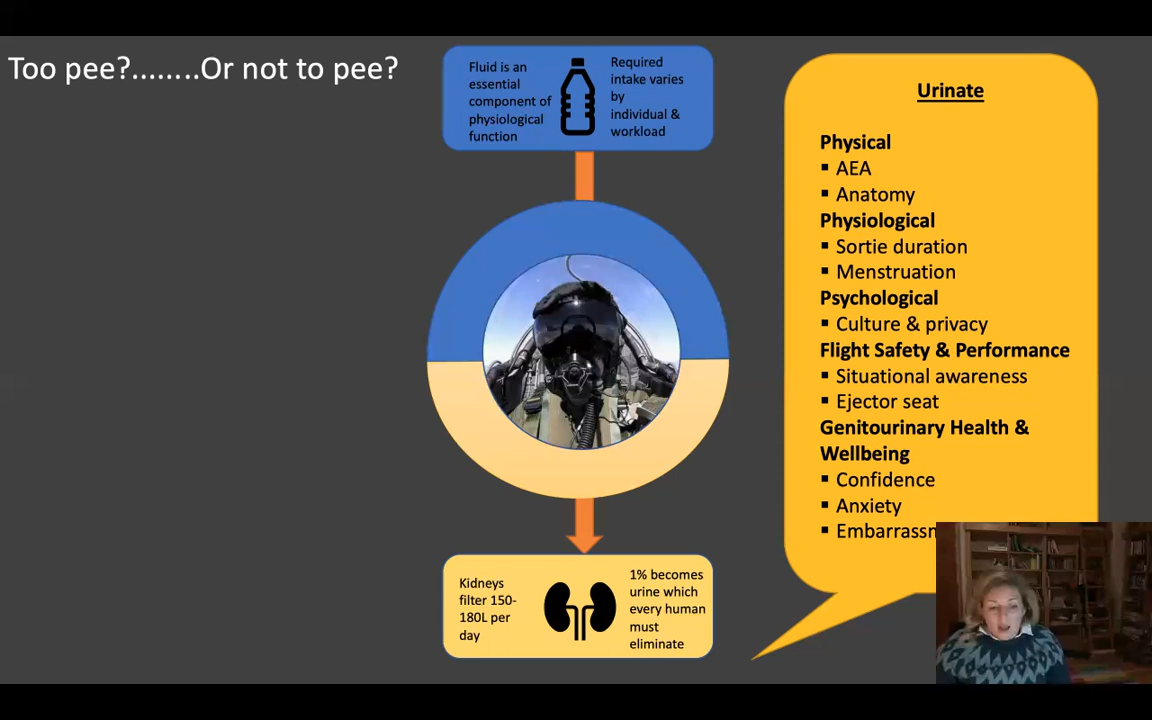 Too pee?........Or not to pee?
Fluid is an
essential
component of
physiological
function
Required
intake varies
by
individual &
workload
Kidneys
filter 150-
180L per
day
1% becomes
urine which
every human
must
eliminate
Urinate
Physical
▪ AEA
▪ Anatomy
Physiological
▪ Sortie duration
▪ Menstruation
Psychological
▪ Culture & privacy
Flight Safety & Performance
▪ Situational awareness
▪ Ejector seat
Genitourinary Health &
Wellbeing
▪ Confidence
▪ Anxiety